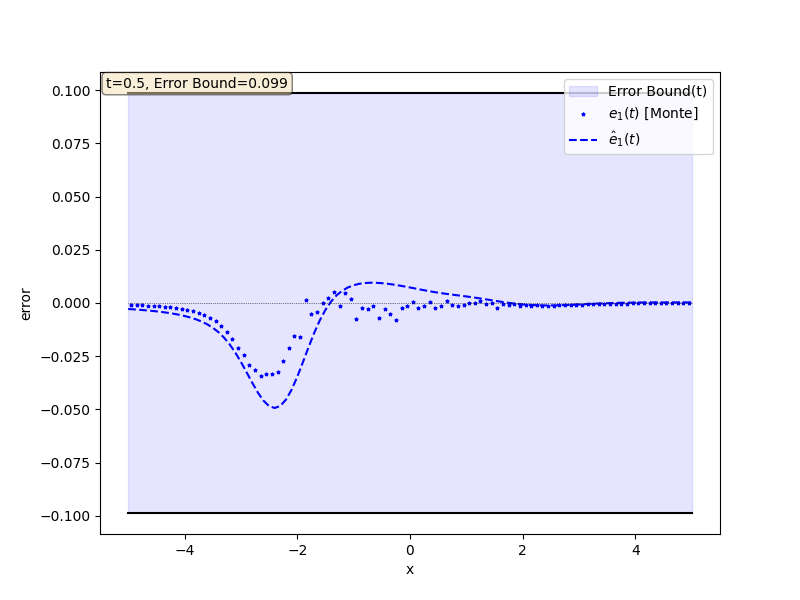 t=0.5, Error Bound=0.099
Error Bound(t)
e₁(t) [Monte]
ê₁(t)
0.100
0.075
0.050
0.025
0.000
−0.025
−0.050
−0.075
−0.100
error
−4
−2
0
2
4
x